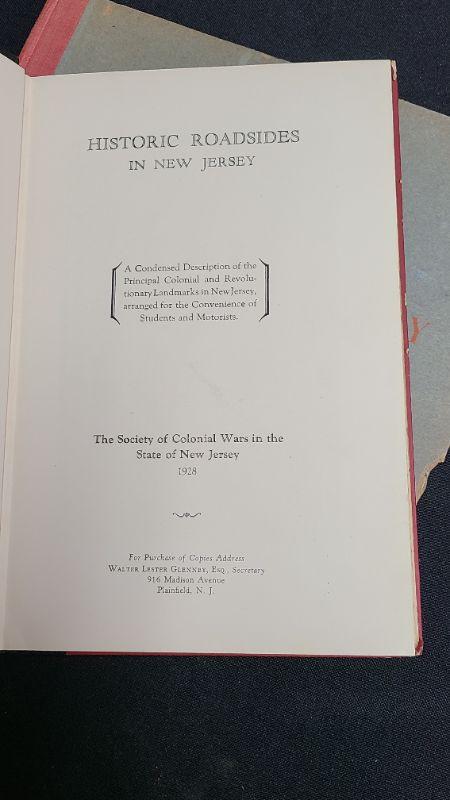 HISTORIC ROADSIDES
IN NEW JERSEY
A Condensed Description of the
Principal Colonial and Revolu-
tionary Landmarks in New Jersey,
arranged for the Convenience of
Students and Motorists.
The Society of Colonial Wars in the
State of New Jersey
1928
For Purchase of Copies Address
WALTER LESTER GLENNEY, ESQ., Secretary
916 Madison Avenue
Plainfield, N. J.
Y